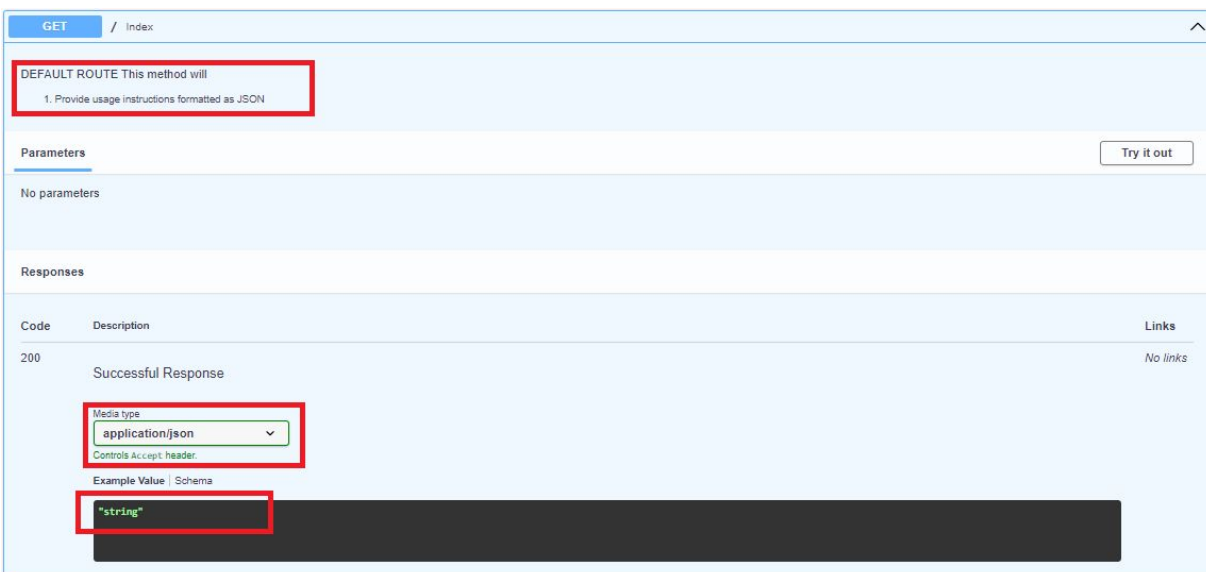 GET / Index
DEFAULT ROUTE This method will
1. Provide usage instructions formatted as JSON
Parameters
Try it out
No parameters
Responses
Code Description Links
200 No links
Successful Response
Media type
application/json
Controls Accept header.
Example Value | Schema
"string"